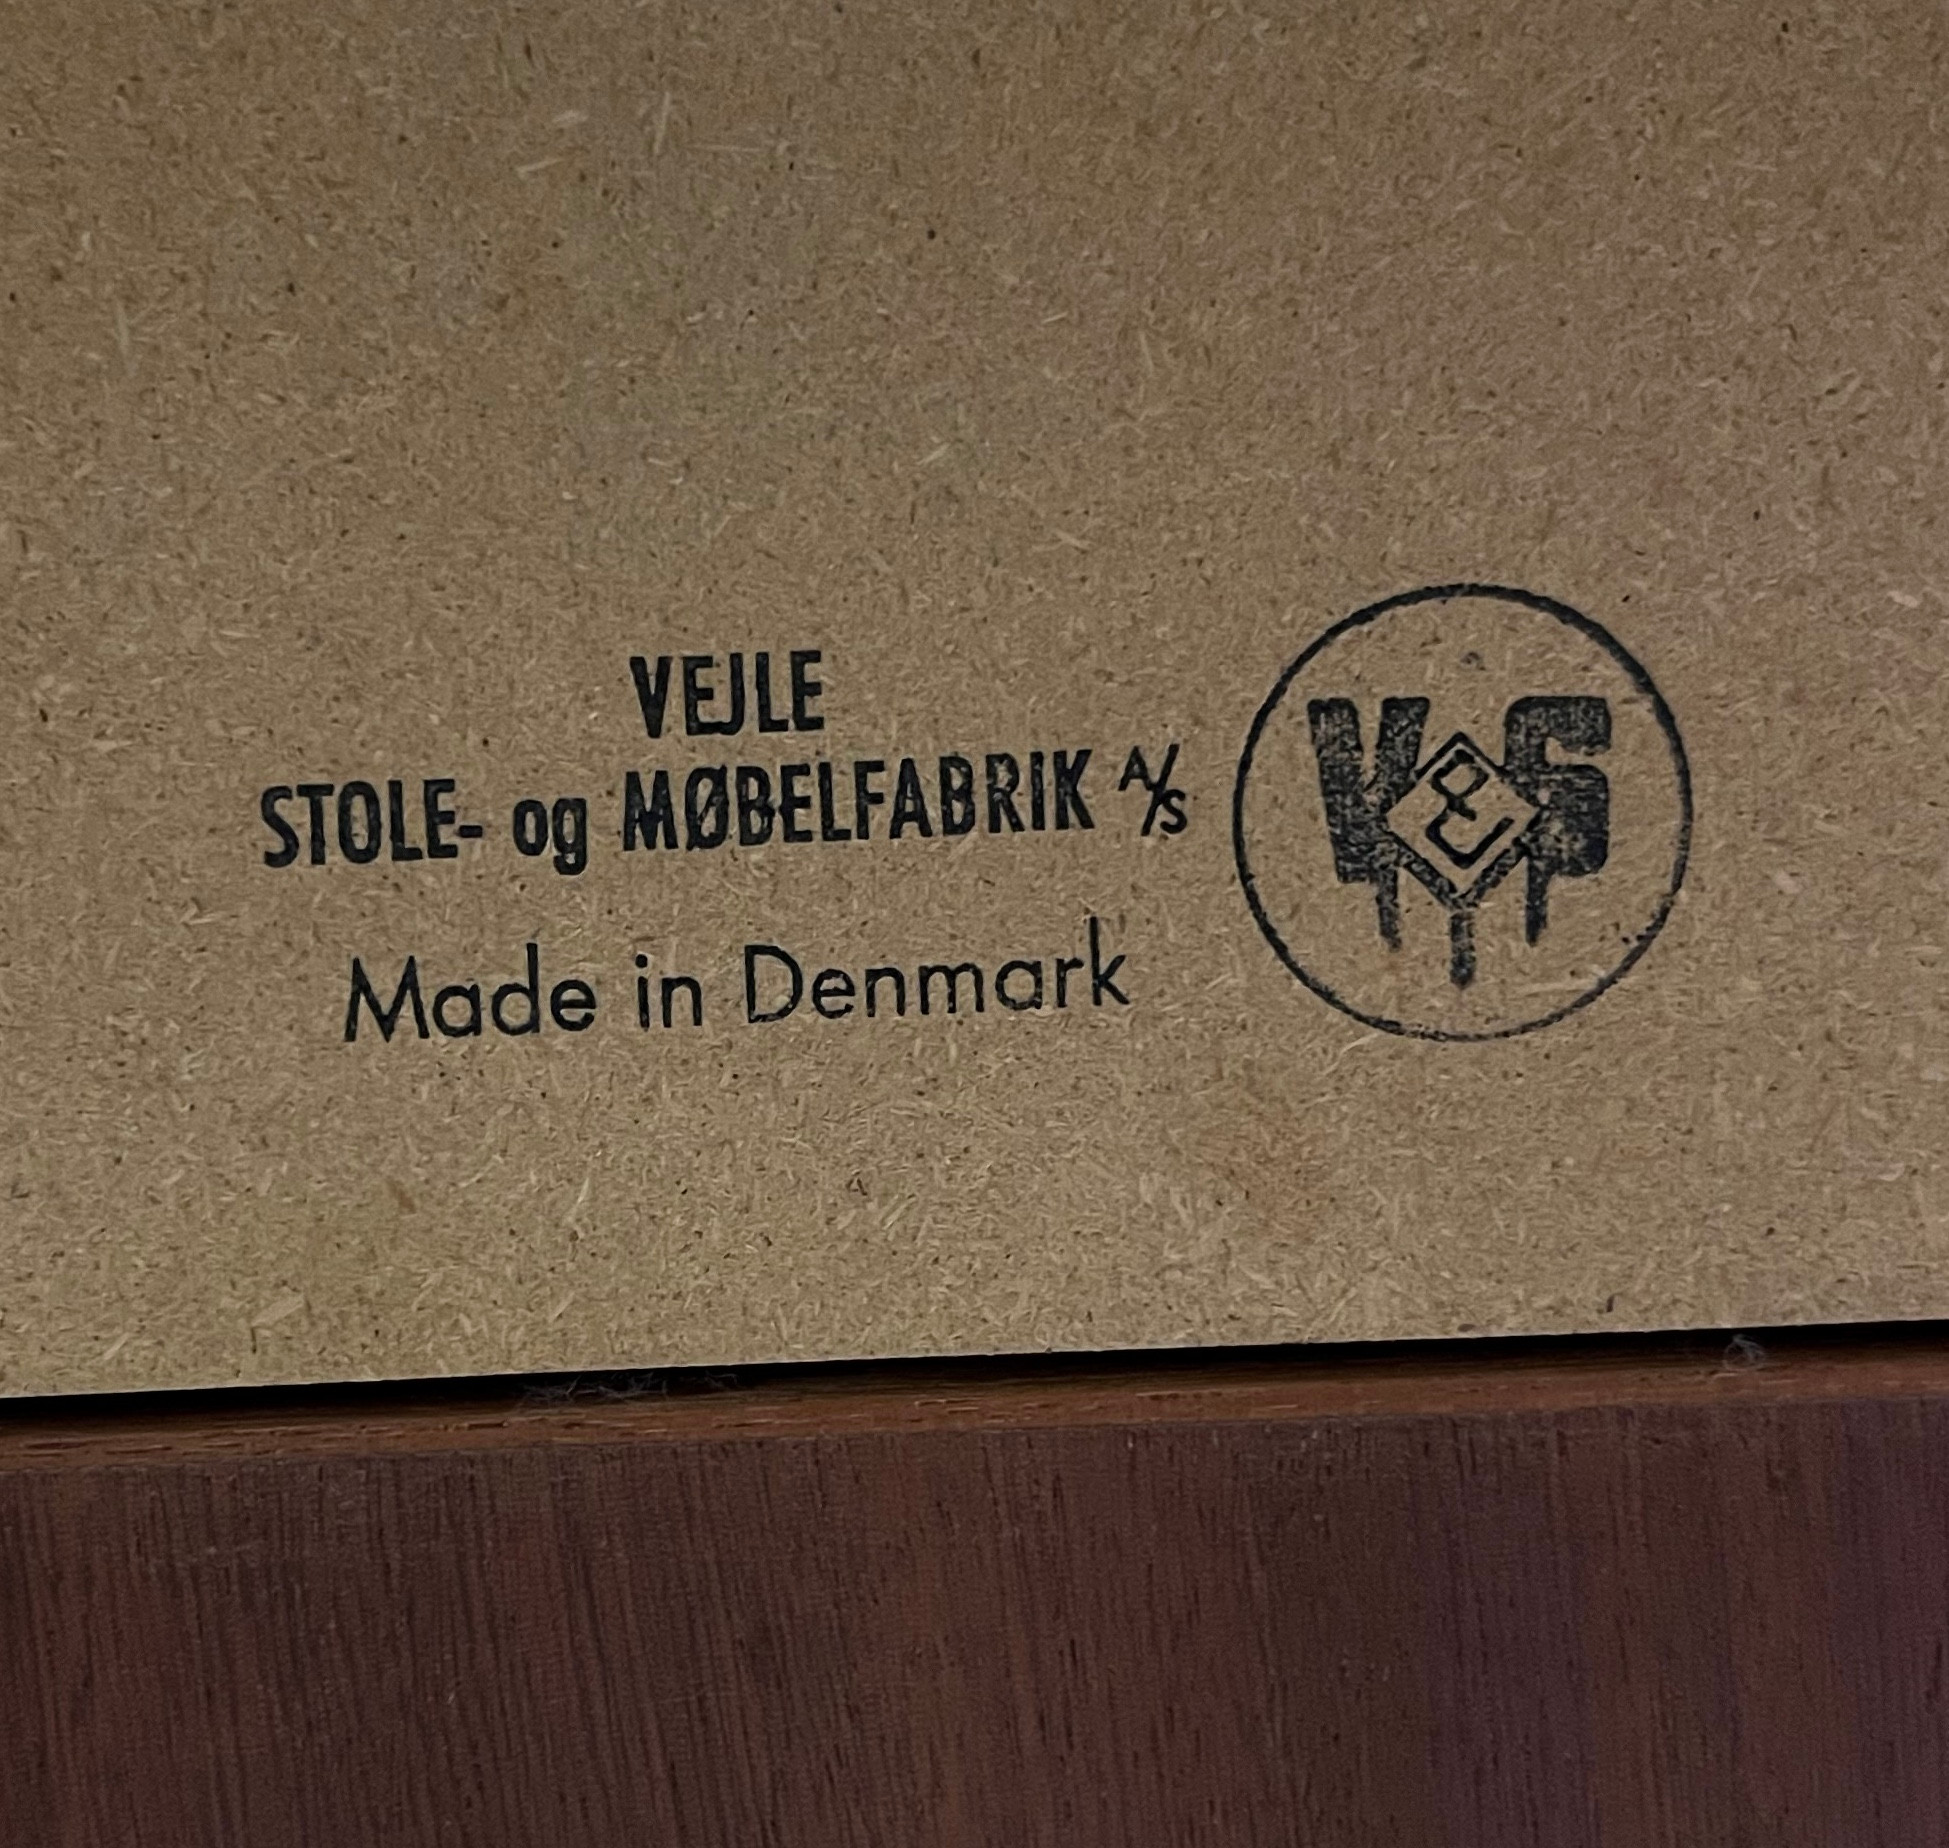 VEJLE
STOLE- og MØBELFABRIK A/S
Made in Denmark
V S